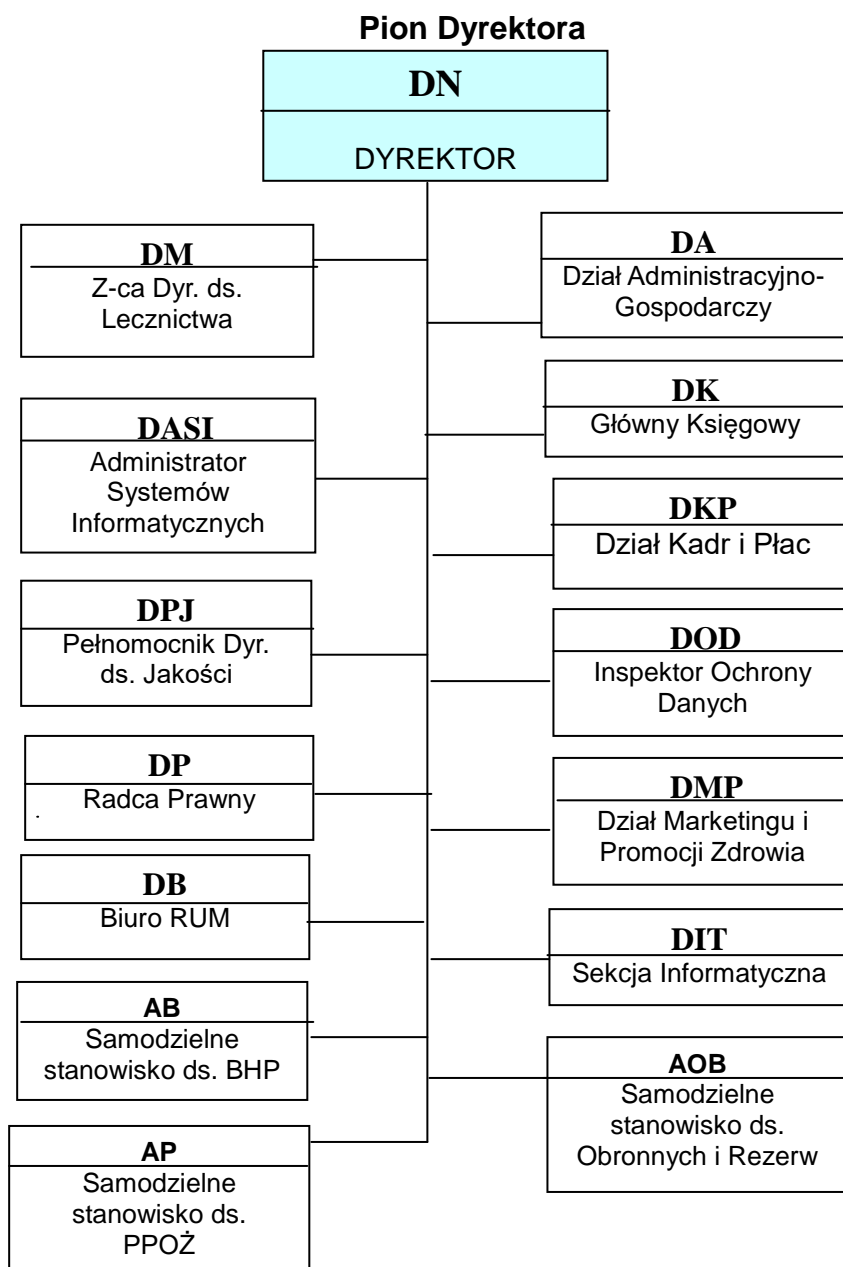 Pion Dyrektora
DN
DYREKTOR
DM
Z-ca Dyr. ds.
Lecznictwa
DASI
Administrator
Systemów
Informatycznych
DPJ
Pełnomocnik Dyr.
ds. Jakości
DP
Radca Prawny
.
DB
Biuro RUM
AB
Samodzielne
stanowisko ds. BHP
AP
Samodzielne
stanowisko ds.
PPOŻ
DA
Dział Administracyjno-
Gospodarczy
DK
Główny Księgowy
DKP
Dział Kadr i Płac
DOD
Inspektor Ochrony
Danych
DMP
Dział Marketingu i
Promocji Zdrowia
DIT
Sekcja Informatyczna
AOB
Samodzielne
stanowisko ds.
Obronnych i Rezerw